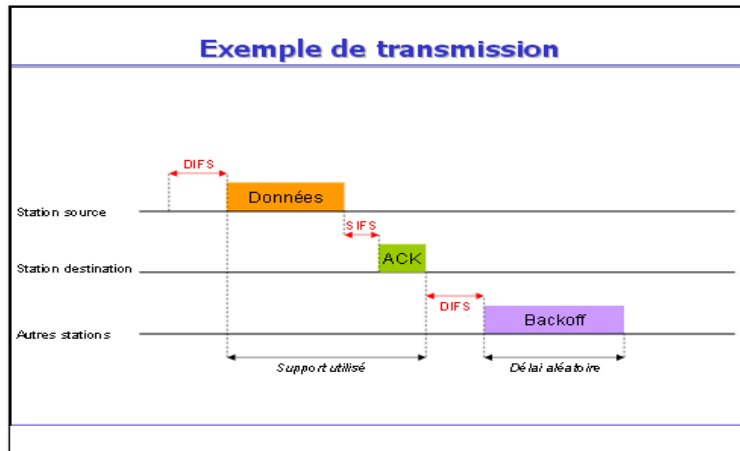 Exemple de transmission
DIFS
Données
Station source
SIFS
ACK
Station destination
DIFS
Backoff
Autres stations
Support utilisé
Délai aléatoire